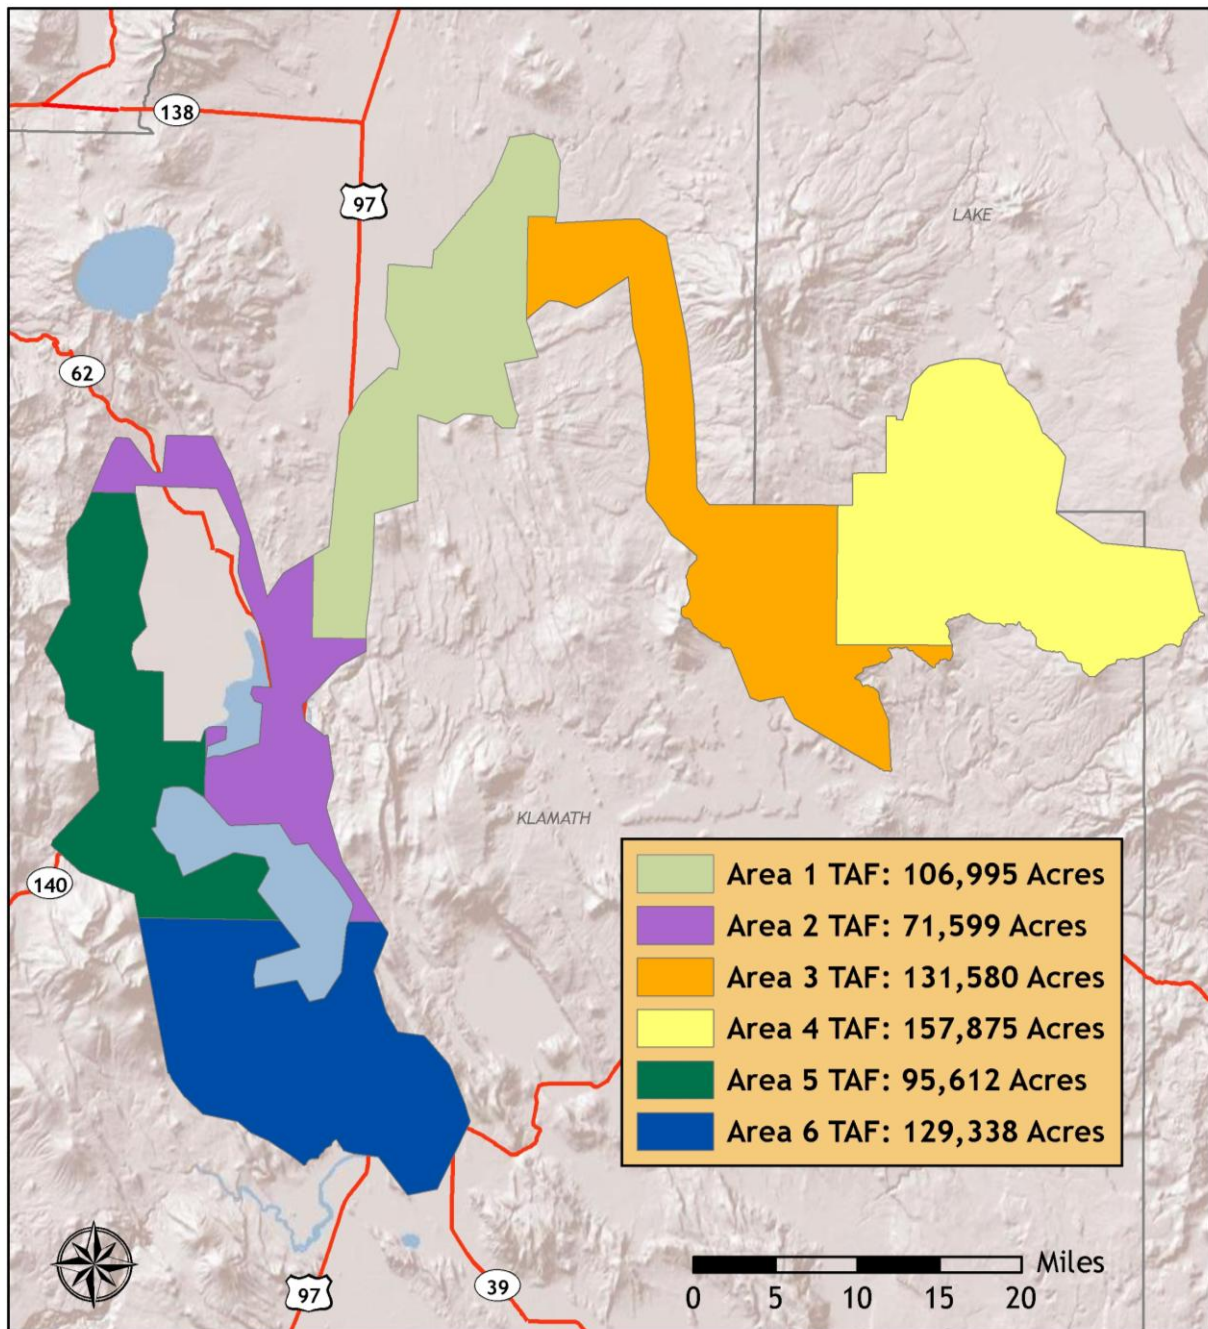 138
97
LAKE
62
KLAMATH
140
Area 1 TAF: 106,995 Acres
Area 2 TAF: 71,599 Acres
Area 3 TAF: 131,580 Acres
Area 4 TAF: 157,875 Acres
Area 5 TAF: 95,612 Acres
Area 6 TAF: 129,338 Acres
Miles
0 5 10 15 20
97
39